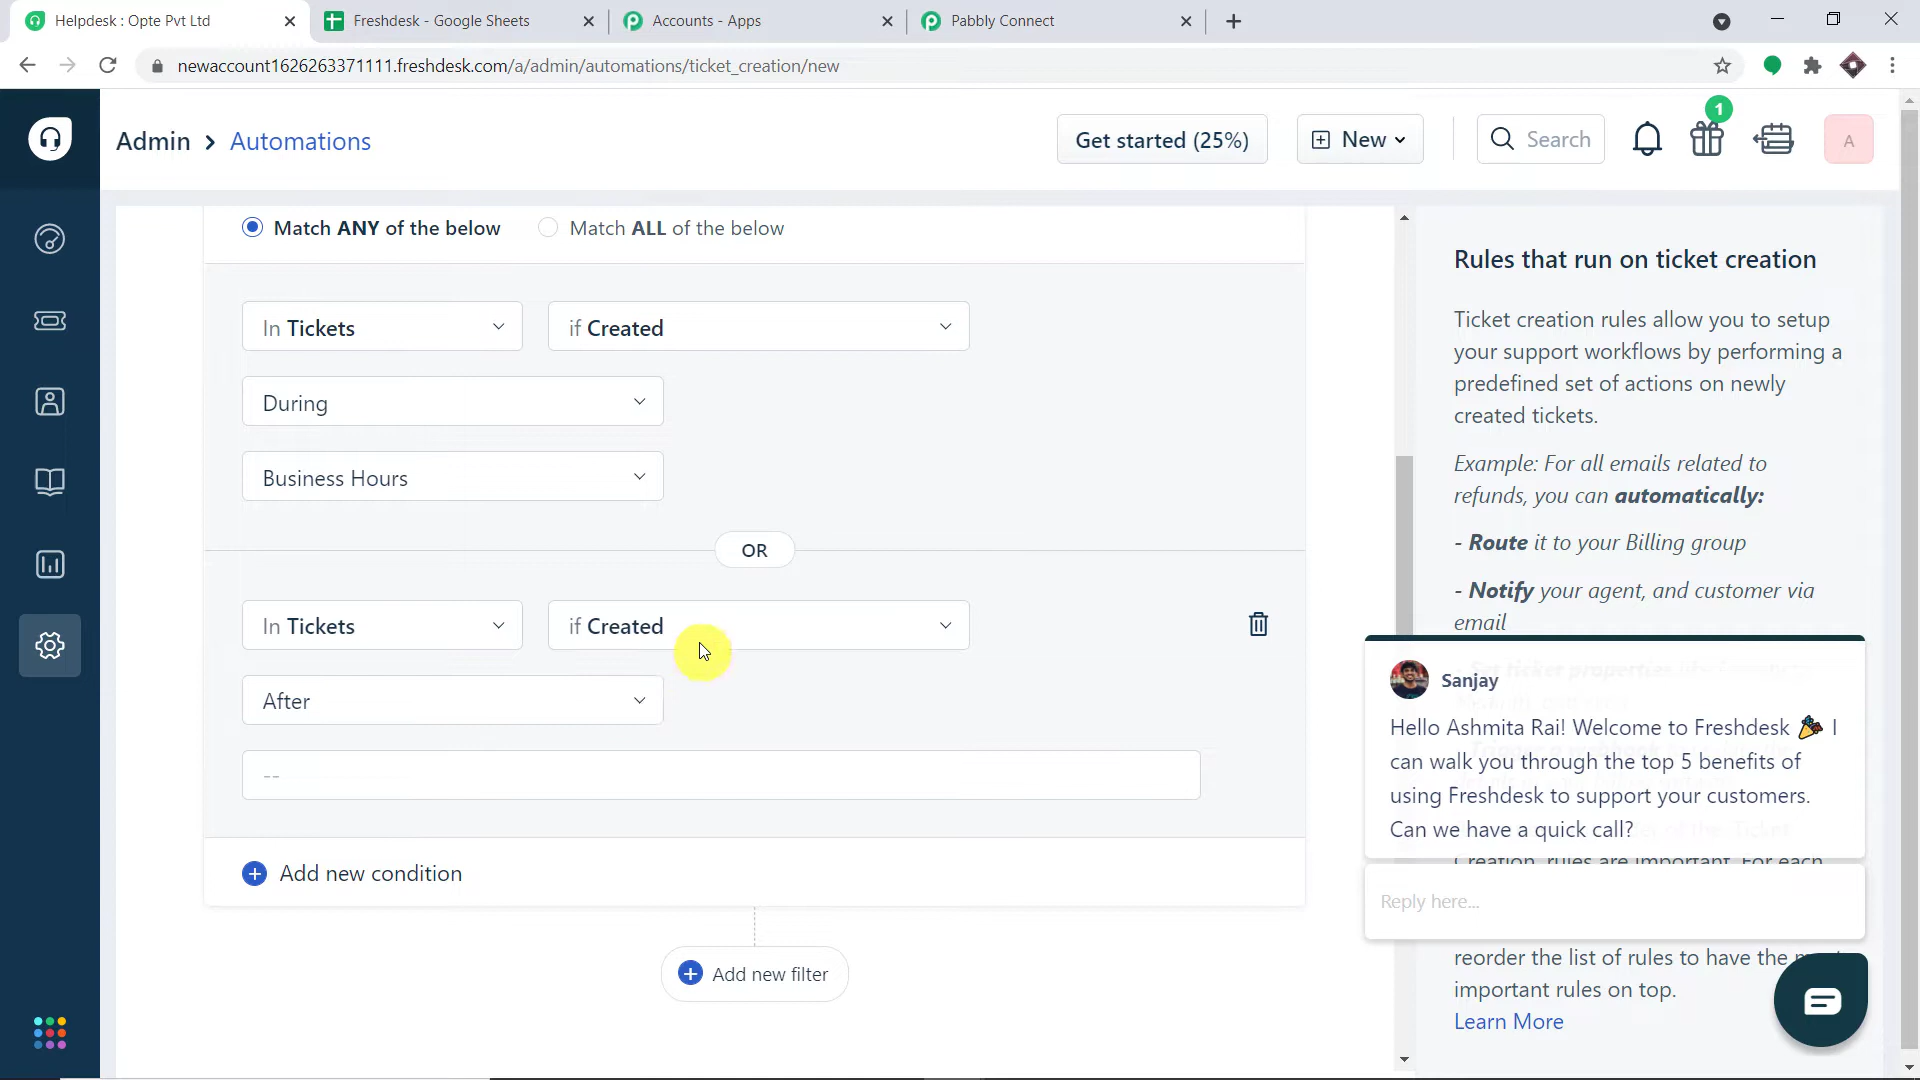 Helpdesk : Opte Pvt Ltd
Freshdesk - Google Sheets
Accounts - Apps
Pabbly Connect
newaccount1626263371111.freshdesk.com/a/admin/automations/ticket_creation/new
Admin > Automations
Get started (25%)
New
Search
1
A
Match ANY of the below
Match ALL of the below
In Tickets
if Created
During
Business Hours
OR
In Tickets
if Created
After
--
Add new condition
Add new filter
Rules that run on ticket creation
Ticket creation rules allow you to setup
your support workflows by performing a
predefined set of actions on newly
created tickets.
Example: For all emails related to
refunds, you can automatically:
- Route it to your Billing group
- Notify your agent, and customer via
email
Sanjay
Hello Ashmita Rai! Welcome to Freshdesk 🎉 I
can walk you through the top 5 benefits of
using Freshdesk to support your customers.
Can we have a quick call?
Creation, rules are important. For each
Reply here...
reorder the list of rules to have the
important rules on top.
Learn More